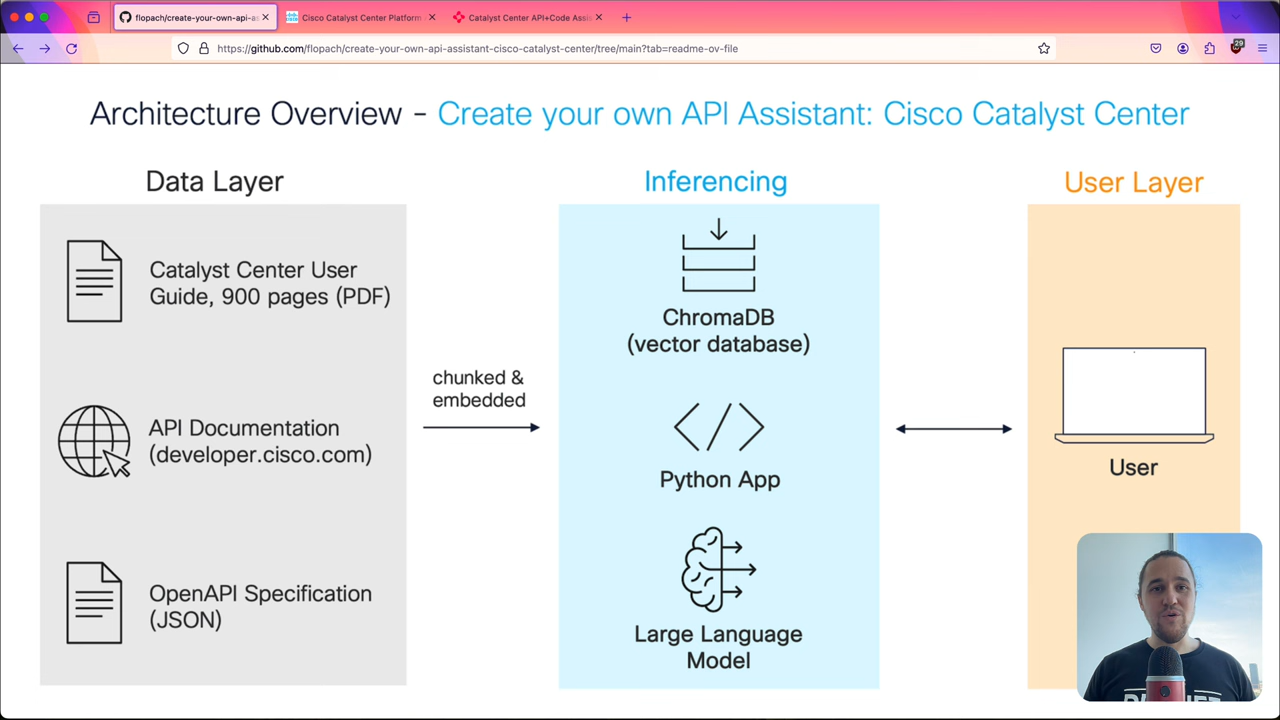 flopach/create-your-own-api-as
Cisco Catalyst Center Platform
Catalyst Center API+Code Assis
https://github.com/flopach/create-your-own-api-assistant-cisco-catalyst-center/tree/main?tab=readme-ov-file
29
Architecture Overview - Create your own API Assistant: Cisco Catalyst Center
Data Layer
Catalyst Center User
Guide, 900 pages (PDF)
API Documentation
(developer.cisco.com)
OpenAPI Specification
(JSON)
chunked &
embedded
Inferencing
ChromaDB
(vector database)
Python App
Large Language
Model
User Layer
User